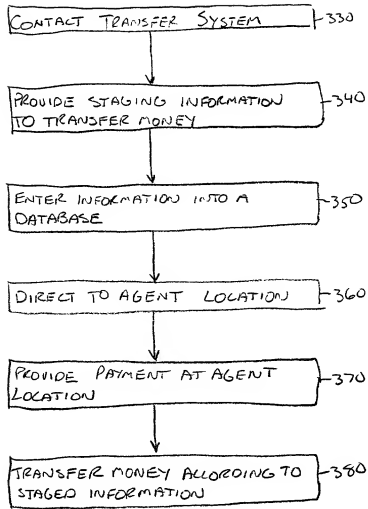 CONTACT TRANSFER SYSTEM 330
PROVIDE STAGING INFORMATION 340
TO TRANSFER MONEY
ENTER INFORMATION INTO A 350
DATABASE
DIRECT TO AGENT LOCATION 360
PROVIDE PAYMENT AT AGENT 370
LOCATION
TRANSFER MONEY ACCORDING TO 380
STAGED INFORMATION